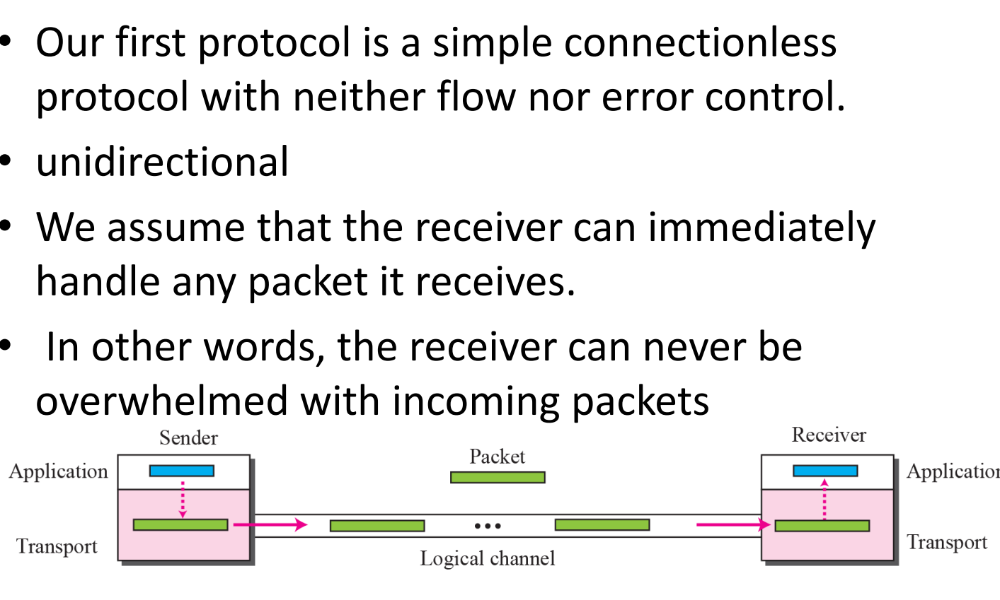 • Our first protocol is a simple connectionless
protocol with neither flow nor error control.
• unidirectional
• We assume that the receiver can immediately
handle any packet it receives.
• In other words, the receiver can never be
overwhelmed with incoming packets
Sender
Receiver
Packet
Application
Application
Transport
Transport
Logical channel